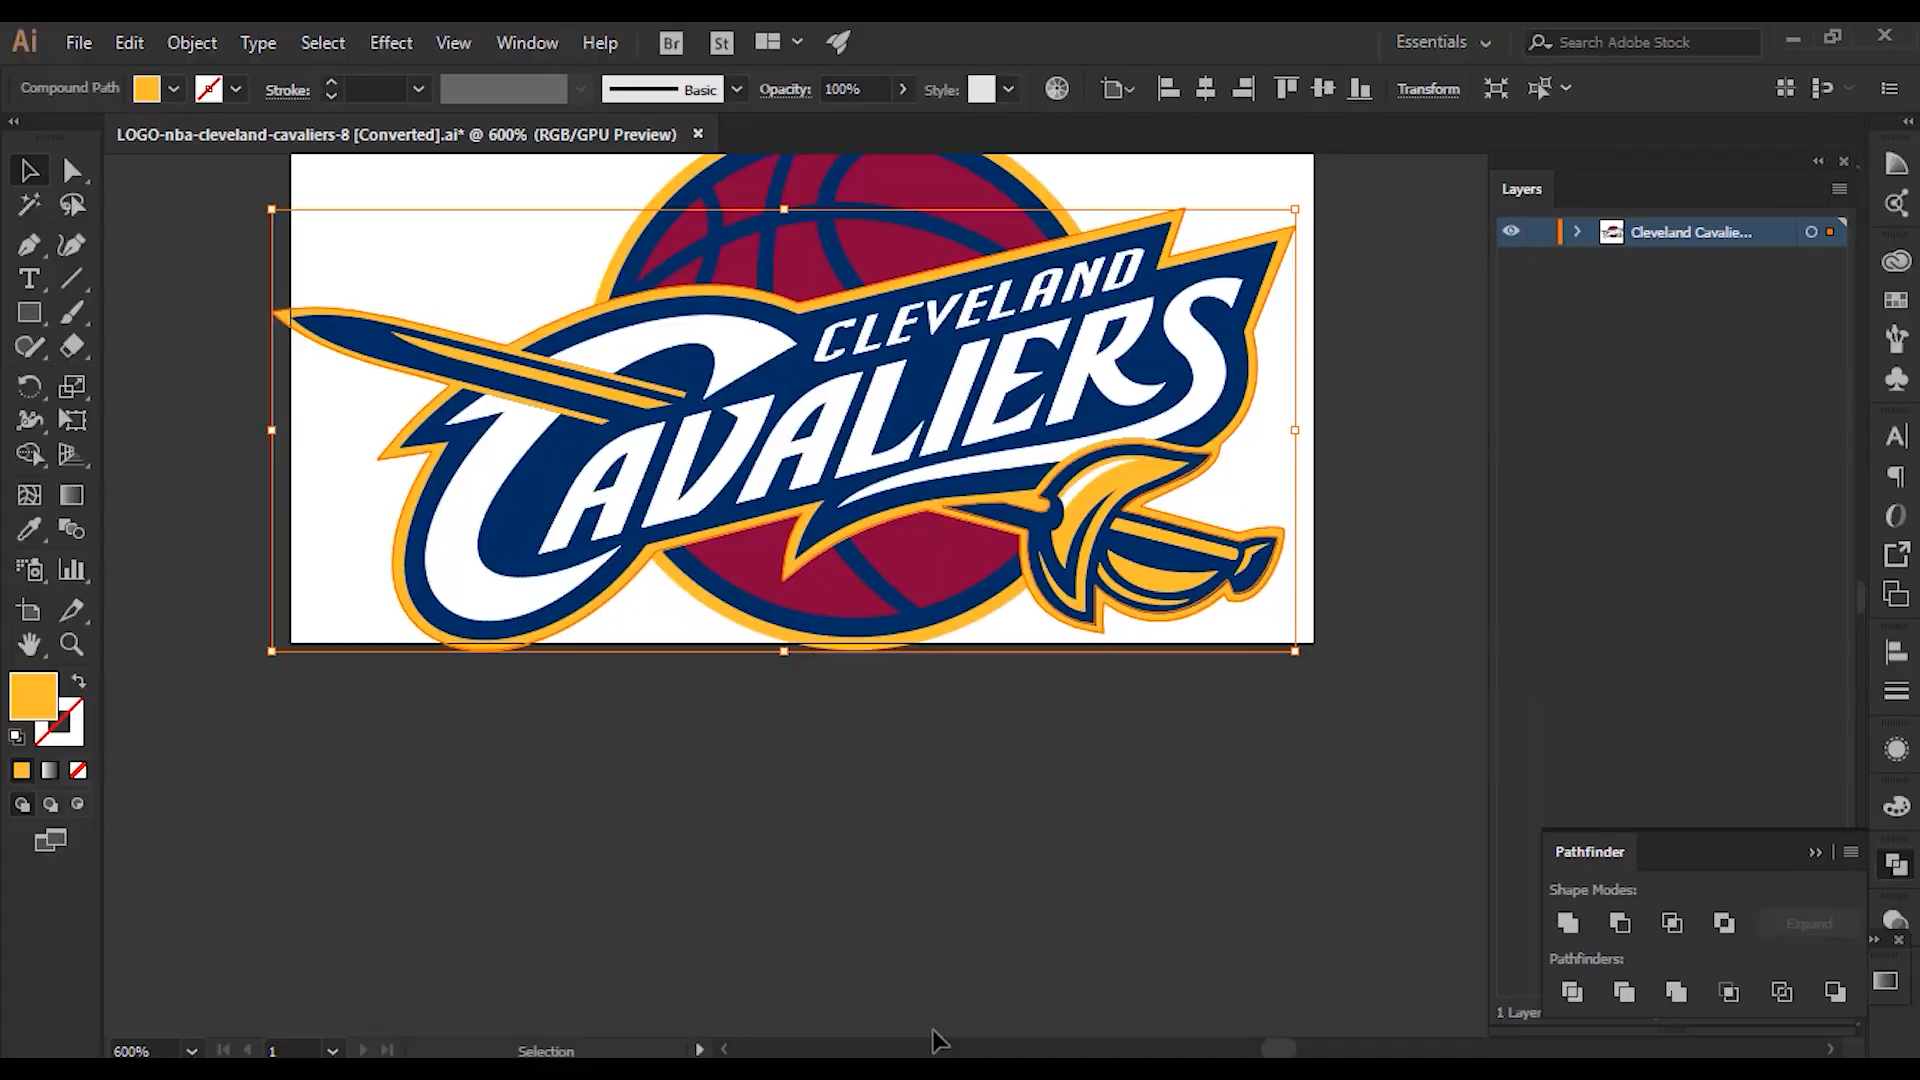 Ai File Edit Object Type Select Effect View Window Help Br St Essentials Search Adobe Stock
Compound Path Stroke: Basic Opacity: 100% Style: Transform
LOGO-nba-cleveland-cavaliers-8 [Converted].ai* @ 600% (RGB/GPU Preview)
Layers
Cleveland Cavalie...
CLEVELAND
CAVALIERS
Pathfinder
Shape Modes:
Expand
Pathfinders:
1 Layer
600% 1 Selection